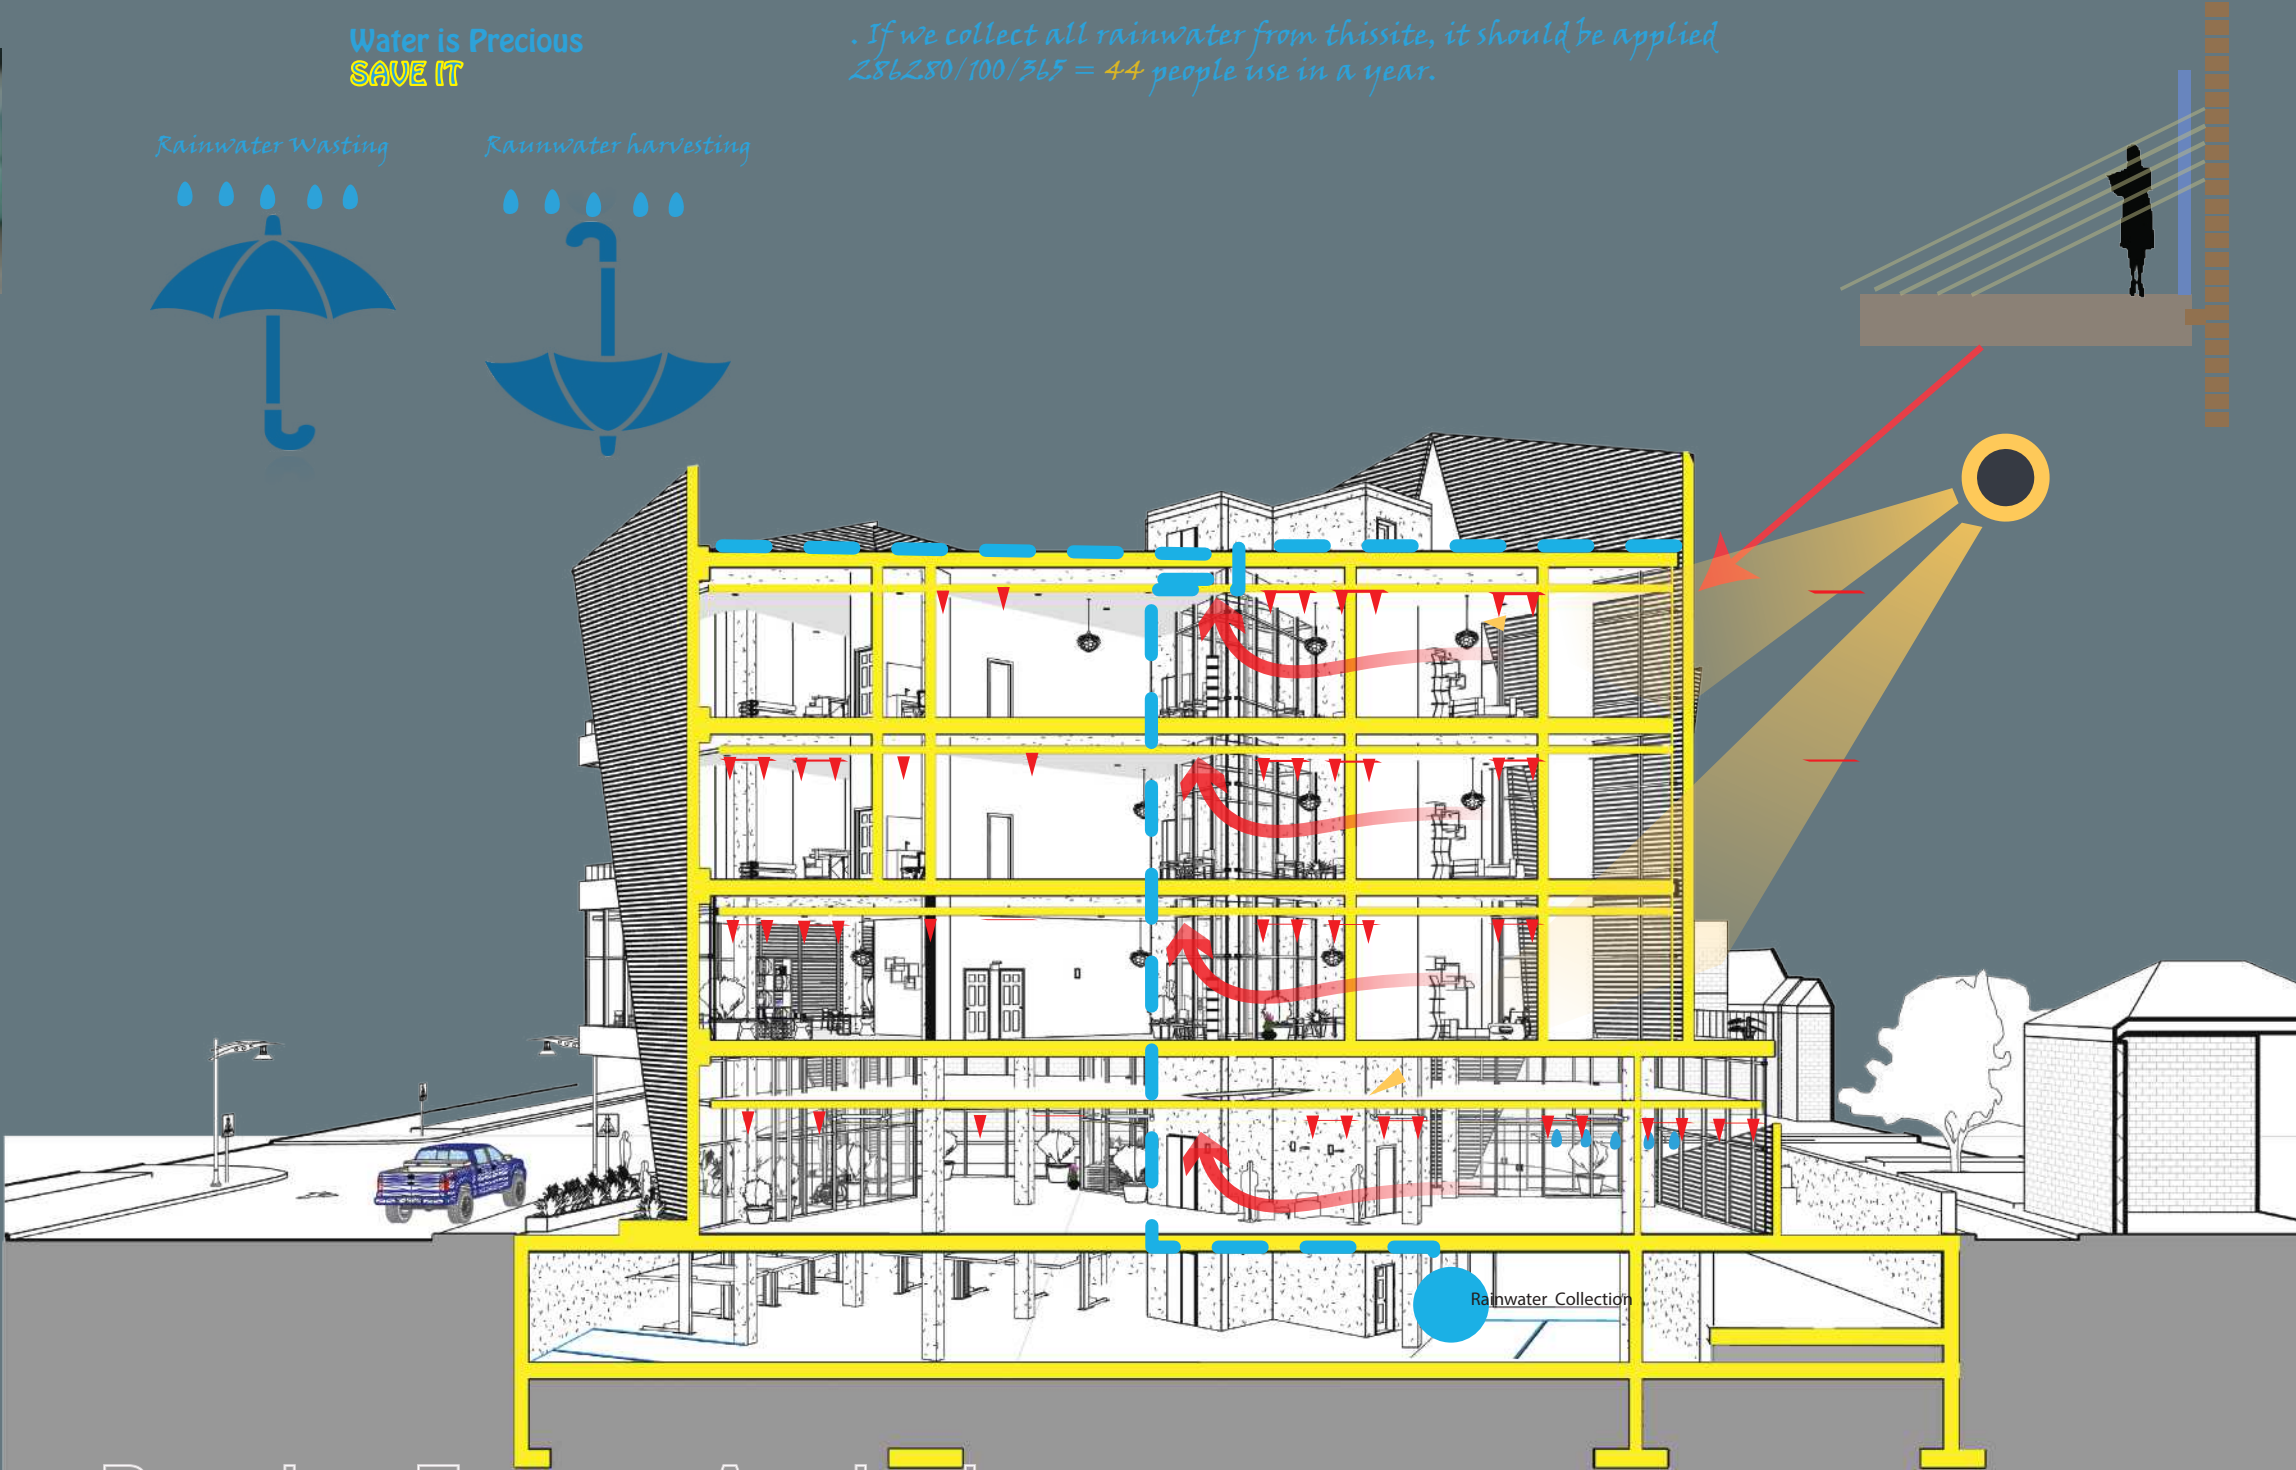 Water is Precious
SAVE IT
. If we collect all rainwater from thissite, it should be applied
286280/100/365 = 44 people use in a year.
Rainwater Wasting
Raunwater harvesting
Rainwater Collection